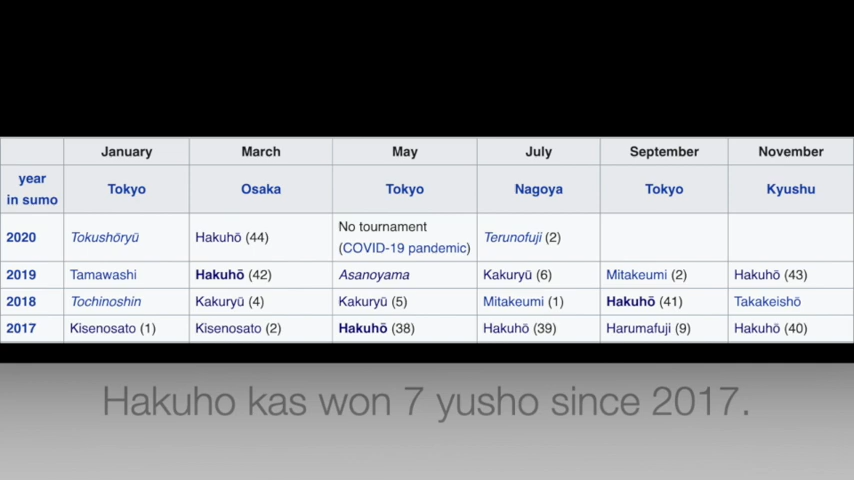 January March May July September November
year in sumo Tokyo Osaka Tokyo Nagoya Tokyo Kyushu
2020 Tokushōryū Hakuhō (44) No tournament (COVID-19 pandemic) Terunofuji (2)
2019 Tamawashi Hakuhō (42) Asanoyama Kakuryū (6) Mitakeumi (2) Hakuhō (43)
2018 Tochinoshin Kakuryū (4) Kakuryū (5) Mitakeumi (1) Hakuhō (41) Takakeishō
2017 Kisenosato (1) Kisenosato (2) Hakuhō (38) Hakuhō (39) Harumafuji (9) Hakuhō (40)
Hakuho kas won 7 yusho since 2017.